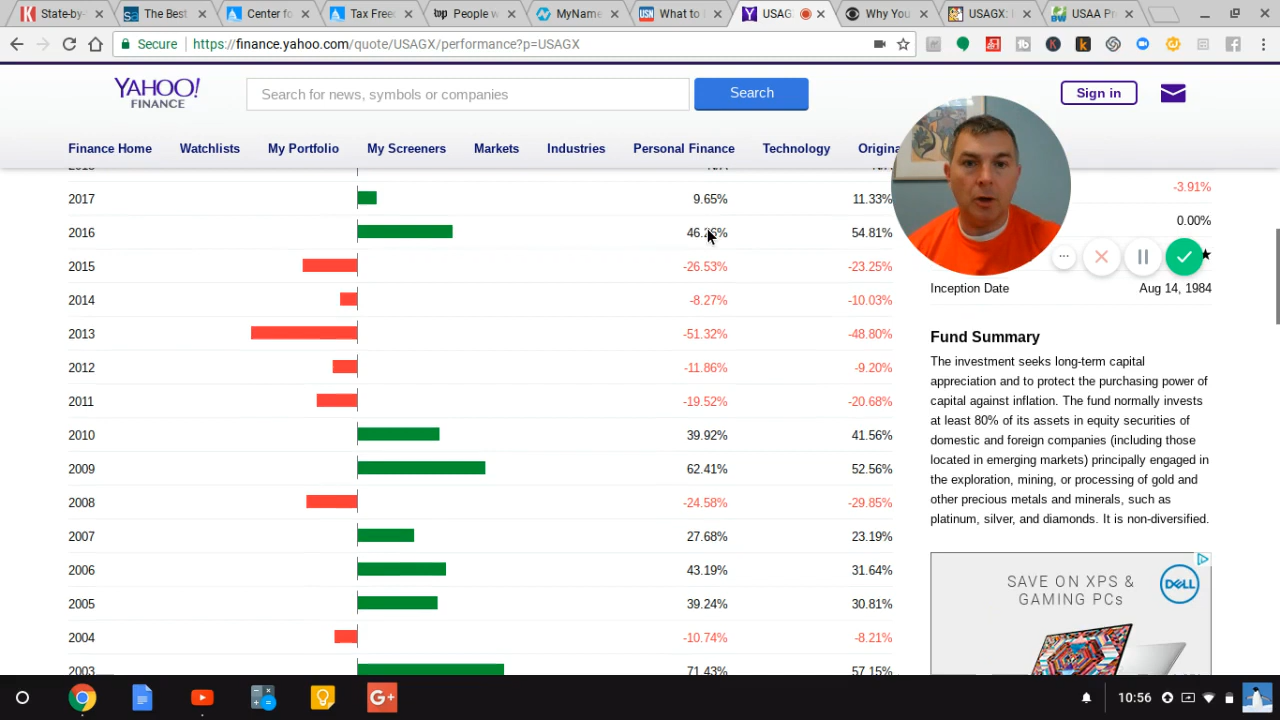 State-by-
The Best
Center fo
Tax Free
People w
MyName
What to i
USAG
Why You
USAGX: i
USAA Pr
Secure https://finance.yahoo.com/quote/USAGX/performance?p=USAGX
YAHOO!
FINANCE
Search for news, symbols or companies
Search
Sign in
Finance Home Watchlists My Portfolio My Screeners Markets Industries Personal Finance Technology Origina
2017 9.65% 11.33%
2016 54.81%
2015 -26.53% -23.25%
2014 -8.27% -10.03%
2013 -51.32% -48.80%
2012 -11.86% -9.20%
2011 -19.52% -20.68%
2010 39.92% 41.56%
2009 62.41% 52.56%
2008 -24.58% -29.85%
2007 27.68% 23.19%
2006 43.19% 31.64%
2005 39.24% 30.81%
2004 -10.74% -8.21%
2003 71.43% 57.15%
-3.91%
0.00%
Inception Date Aug 14, 1984
Fund Summary
The investment seeks long-term capital
appreciation and to protect the purchasing power of
capital against inflation. The fund normally invests
at least 80% of its assets in equity securities of
domestic and foreign companies (including those
located in emerging markets) principally engaged in
the exploration, mining, or processing of gold and
other precious metals and minerals, such as
platinum, silver, and diamonds. It is non-diversified.
SAVE ON XPS &
GAMING PCs
DELL
10:56